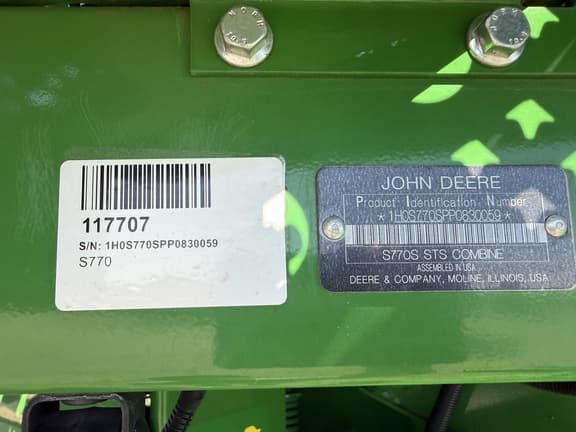 117707
S/N: 1H0S770SPP0830059
S770
JOHN DEERE
Product Identification Number
*1H0S770SPP0830059*
S770S STS COMBINE
ASSEMBLED IN USA
DEERE & COMPANY, MOLINE, ILLINOIS, USA